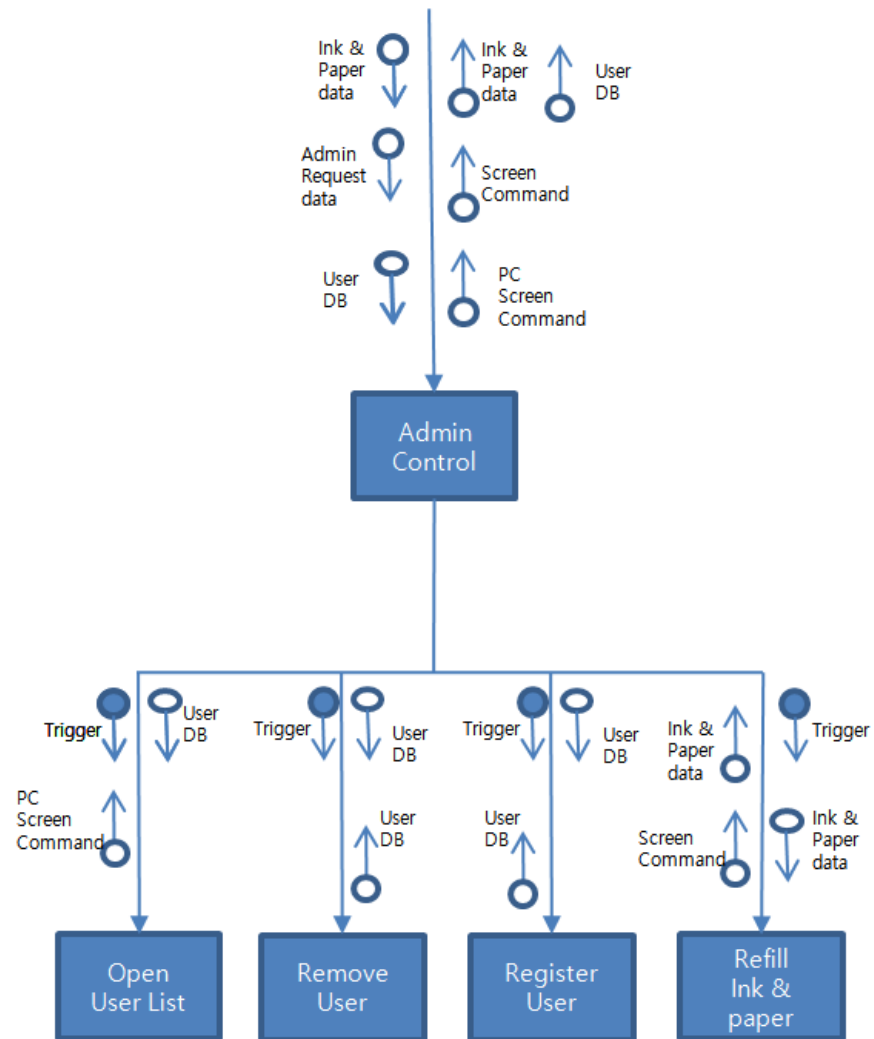 Ink &
Paper
data
Ink &
Paper
data
User
DB
Admin
Request
data
Screen
Command
User
DB
PC
Screen
Command
Admin
Control
Trigger
User
DB
Trigger
User
DB
Trigger
User
DB
Ink &
Paper
data
Trigger
PC
Screen
Command
User
DB
User
DB
Screen
Command
Ink &
Paper
data
Open
User List
Remove
User
Register
User
Refill
Ink &
paper